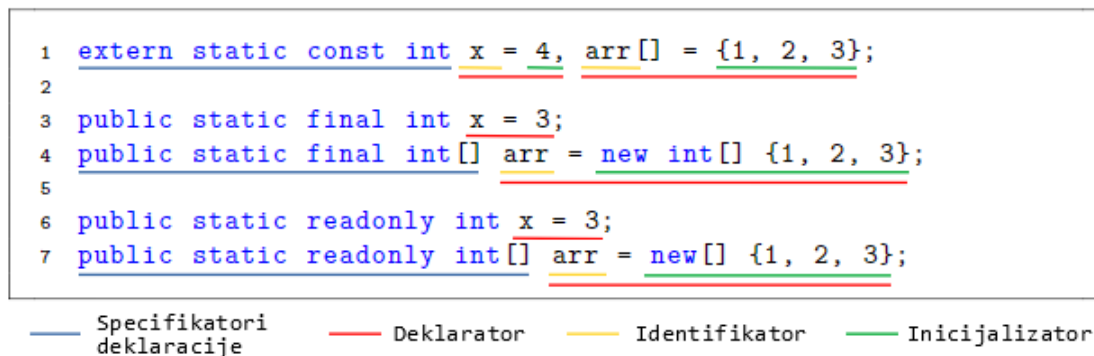 1 extern static const int x = 4, arr[] = {1, 2, 3};
2
3 public static final int x = 3;
4 public static final int[] arr = new int[] {1, 2, 3};
5
6 public static readonly int x = 3;
7 public static readonly int[] arr = new[] {1, 2, 3};
Specifikatori
deklaracije
Deklarator
Identifikator
Inicijalizator